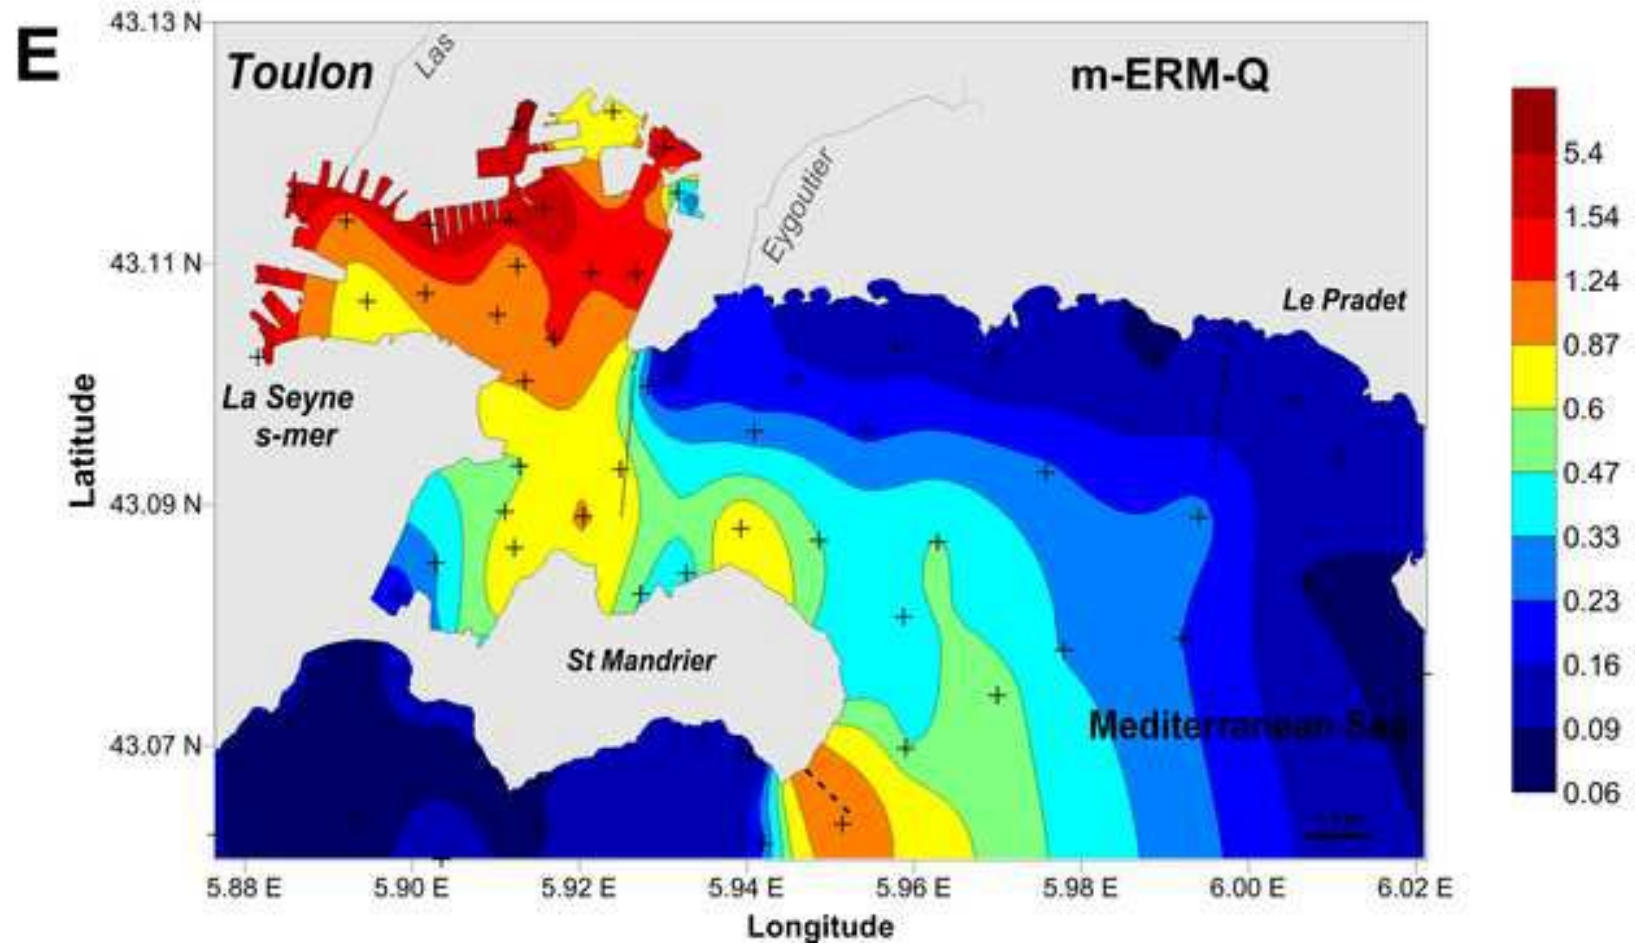 E
43.13 N
Las
Toulon
m-ERM-Q
5.4
Eygoutier
1.54
43.11 N
1.24
Le Pradet
0.87
La Seyne
s-mer
0.6
Latitude
0.47
43.09 N
0.33
0.23
St Mandrier
0.16
Mediterranean Sea
43.07 N
0.09
0.06
5.88 E 5.90 E 5.92 E 5.94 E 5.96 E 5.98 E 6.00 E 6.02 E
Longitude